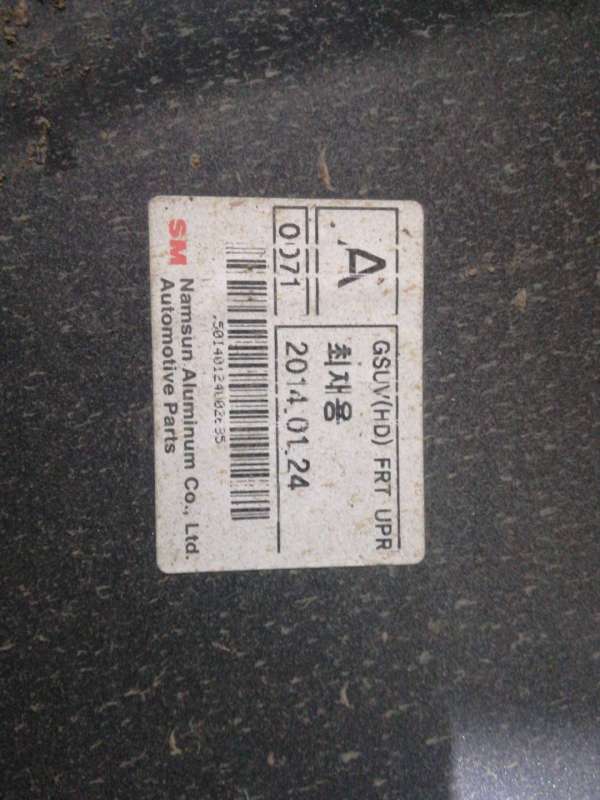 A
GSUV(HD) FRT UPR
최재용
0071
2014.01.24
SM
Namsun Aluminum Co., Ltd.
Automotive Parts